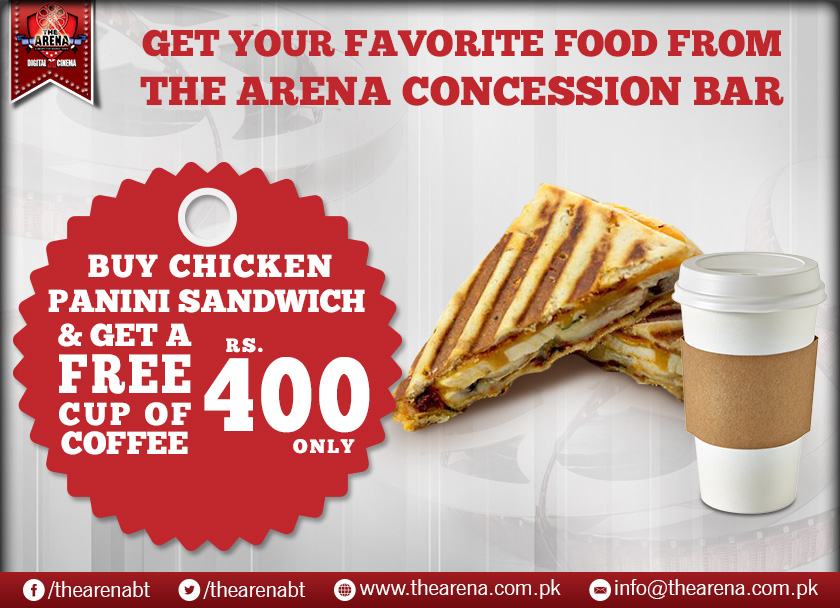 THE
ARENA
DIGITAL CINEMA
GET YOUR FAVORITE FOOD FROM
THE ARENA CONCESSION BAR
BUY CHICKEN
PANINI SANDWICH
& GET A
FREE
CUP OF
COFFEE
RS.
400
ONLY
/thearenabt
/thearenabt
www.thearena.com.pk
info@thearena.com.pk